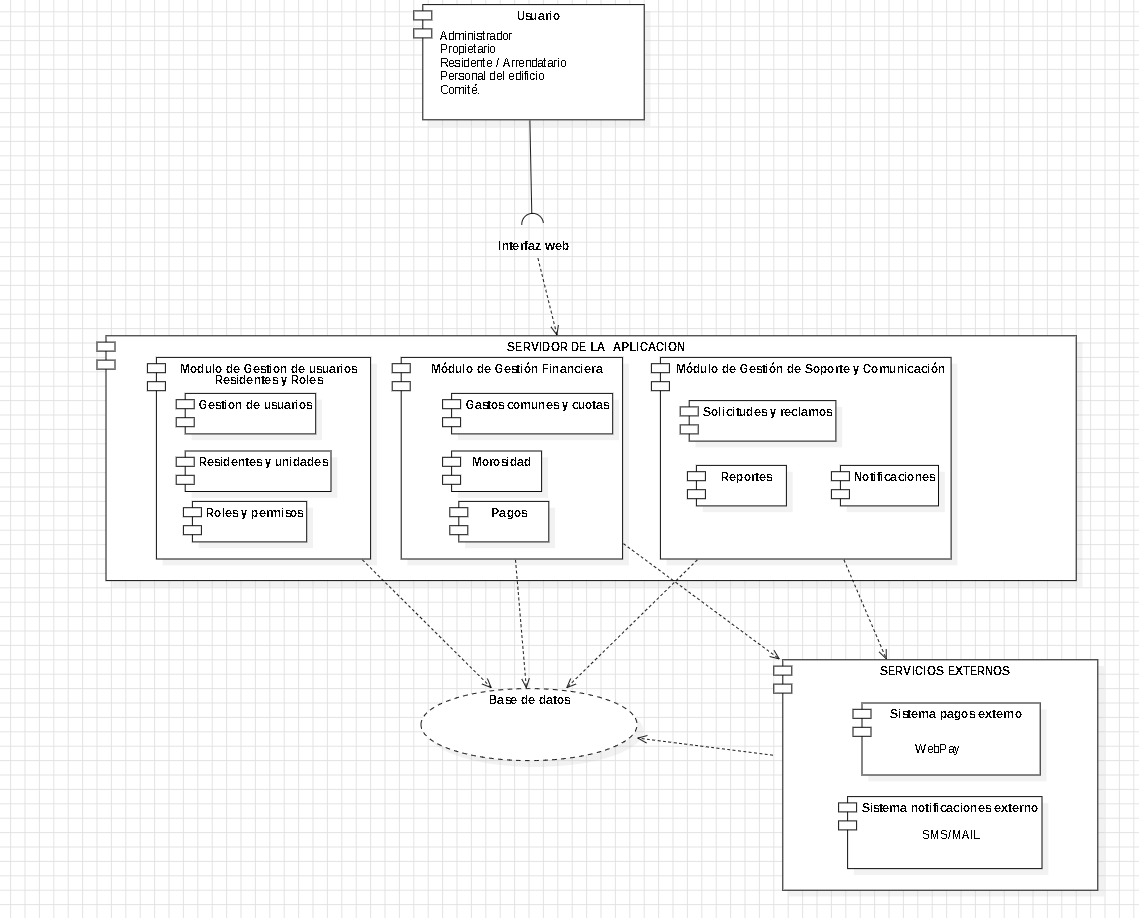 Usuario
Administrador
Propietario
Residente / Arrendatario
Personal del edificio
Comité.
Interfaz web
SERVIDOR DE LA APLICACION
Modulo de Gestion de usuarios
Residentes y Roles
Gestion de usuarios
Residentes y unidades
Roles y permisos
Módulo de Gestión Financiera
Gastos comunes y cuotas
Morosidad
Pagos
Módulo de Gestión de Soporte y Comunicación
Solicitudes y reclamos
Reportes
Notificaciones
Base de datos
SERVICIOS EXTERNOS
Sistema pagos externo
WebPay
Sistema notificaciones externo
SMS/MAIL